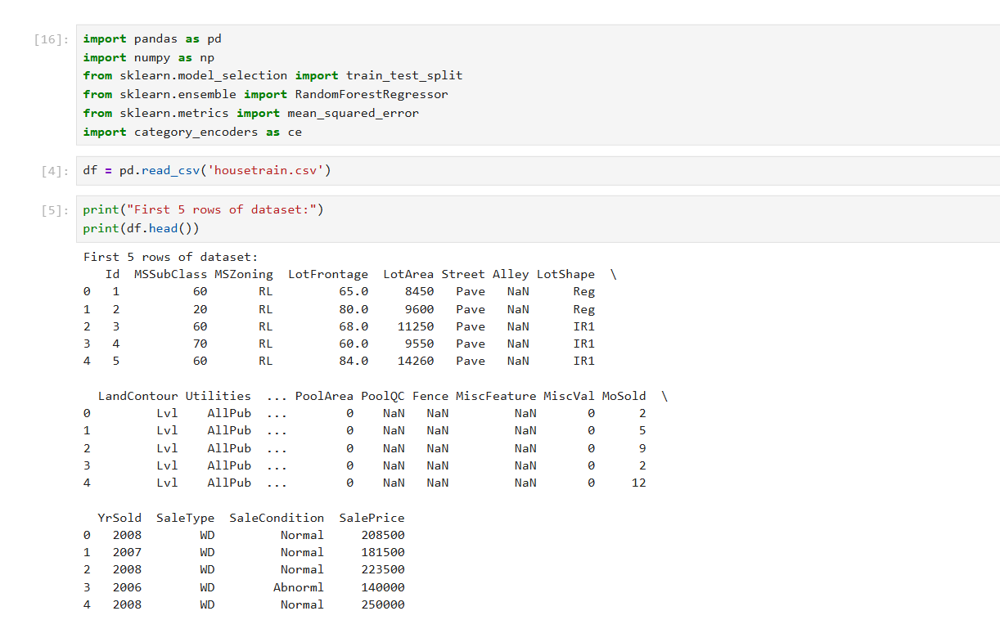 [16]: import pandas as pd
import numpy as np
from sklearn.model_selection import train_test_split
from sklearn.ensemble import RandomForestRegressor
from sklearn.metrics import mean_squared_error
import category_encoders as ce
[4]: df = pd.read_csv('housetrain.csv')
[5]: print("First 5 rows of dataset:")
print(df.head())
First 5 rows of dataset:
   Id  MSSubClass MSZoning  LotFrontage  LotArea Street Alley LotShape  \
0   1          60       RL         65.0     8450   Pave   NaN      Reg
1   2          20       RL         80.0     9600   Pave   NaN      Reg
2   3          60       RL         68.0    11250   Pave   NaN      IR1
3   4          70       RL         60.0     9550   Pave   NaN      IR1
4   5          60       RL         84.0    14260   Pave   NaN      IR1
  LandContour Utilities  ... PoolArea PoolQC Fence MiscFeature MiscVal MoSold  \
0         Lvl    AllPub  ...        0    NaN   NaN         NaN       0      2
1         Lvl    AllPub  ...        0    NaN   NaN         NaN       0      5
2         Lvl    AllPub  ...        0    NaN   NaN         NaN       0      9
3         Lvl    AllPub  ...        0    NaN   NaN         NaN       0      2
4         Lvl    AllPub  ...        0    NaN   NaN         NaN       0     12
  YrSold  SaleType  SaleCondition  SalePrice
0   2008        WD         Normal     208500
1   2007        WD         Normal     181500
2   2008        WD         Normal     223500
3   2006        WD        Abnorml     140000
4   2008        WD         Normal     250000